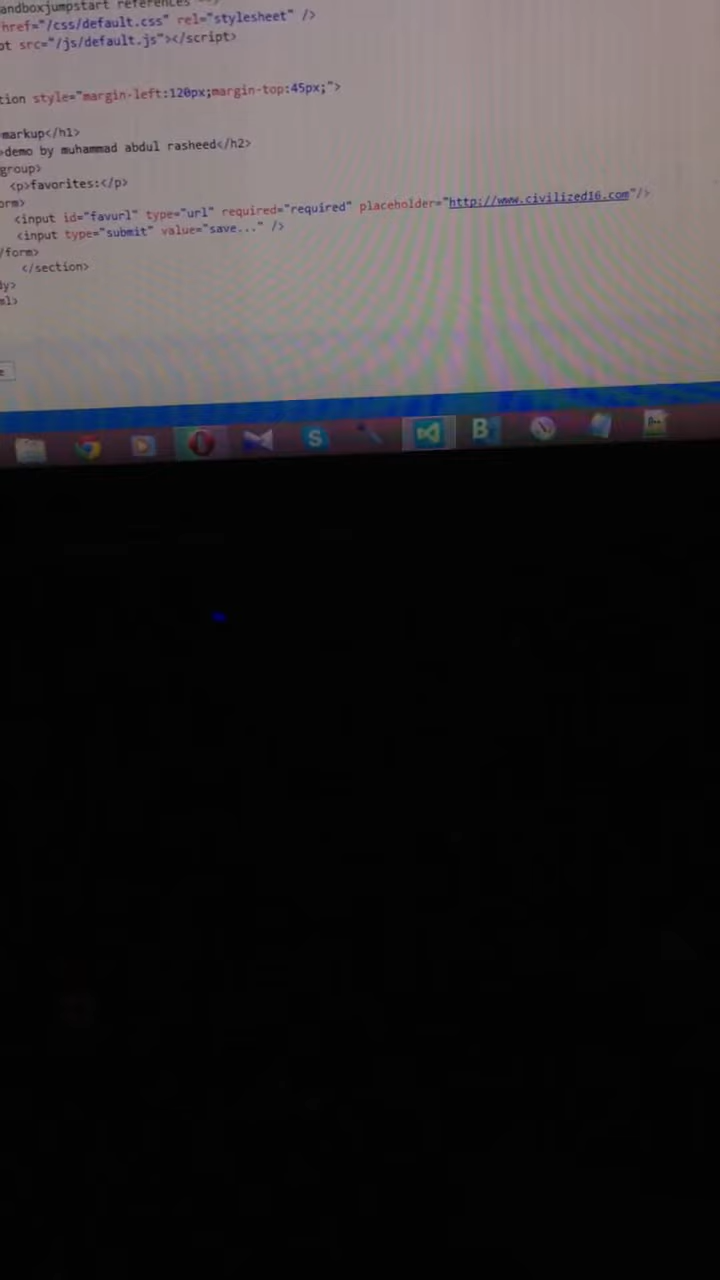 andboxjumpstart references
href="/css/default.css" rel="stylesheet" />
pt src="/js/default.js"></script>
tion style="margin-left:120px;margin-top:45px;">
markup</h1>
>demo by muhammad abdul rasheed</h2>
group>
<p>favorites:</p>
orm>
<input id="favurl" type="url" required="required" placeholder="http://www.civilized16.com"/>
<input type="submit" value="save..." />
/form>
</section>
dy>
ml>